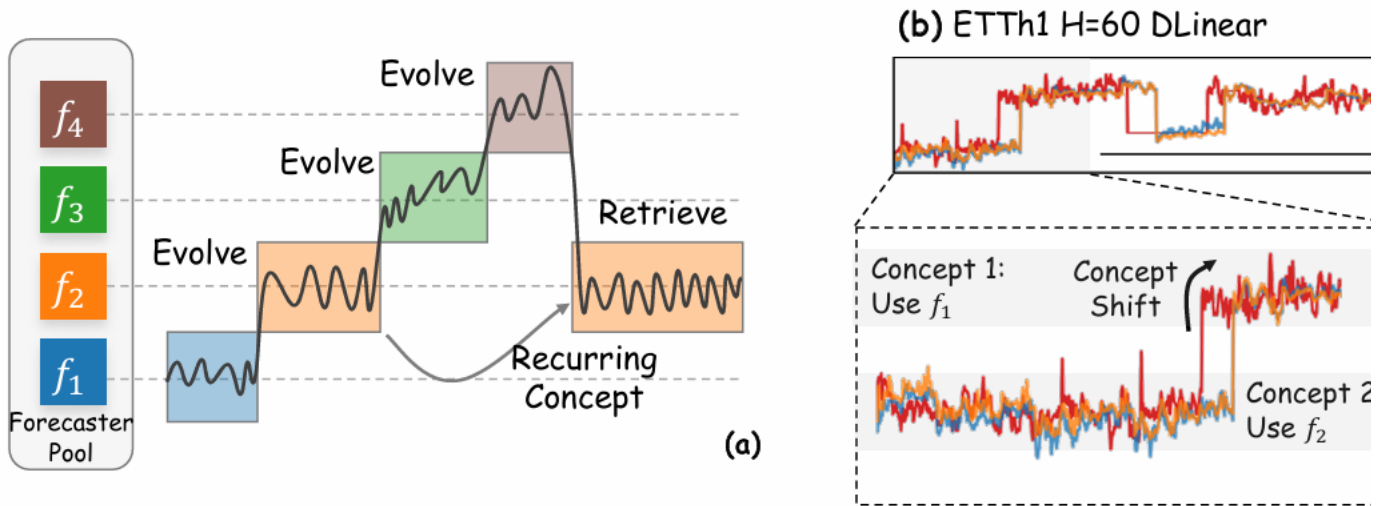 f₄
f₃
f₂
f₁
Forecaster
Pool
Evolve
Evolve
Evolve
Retrieve
Recurring
Concept
(a)
(b) ETTh1 H=60 DLinear
Concept 1:
Use f₁
Concept
Shift
Concept 2
Use f₂